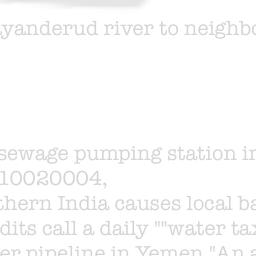 yanderud river to neighbo
sewage pumping station in
10020004,
thern India causes local ba
dits call a daily ""water tax
er pipeline in Yemen "An a